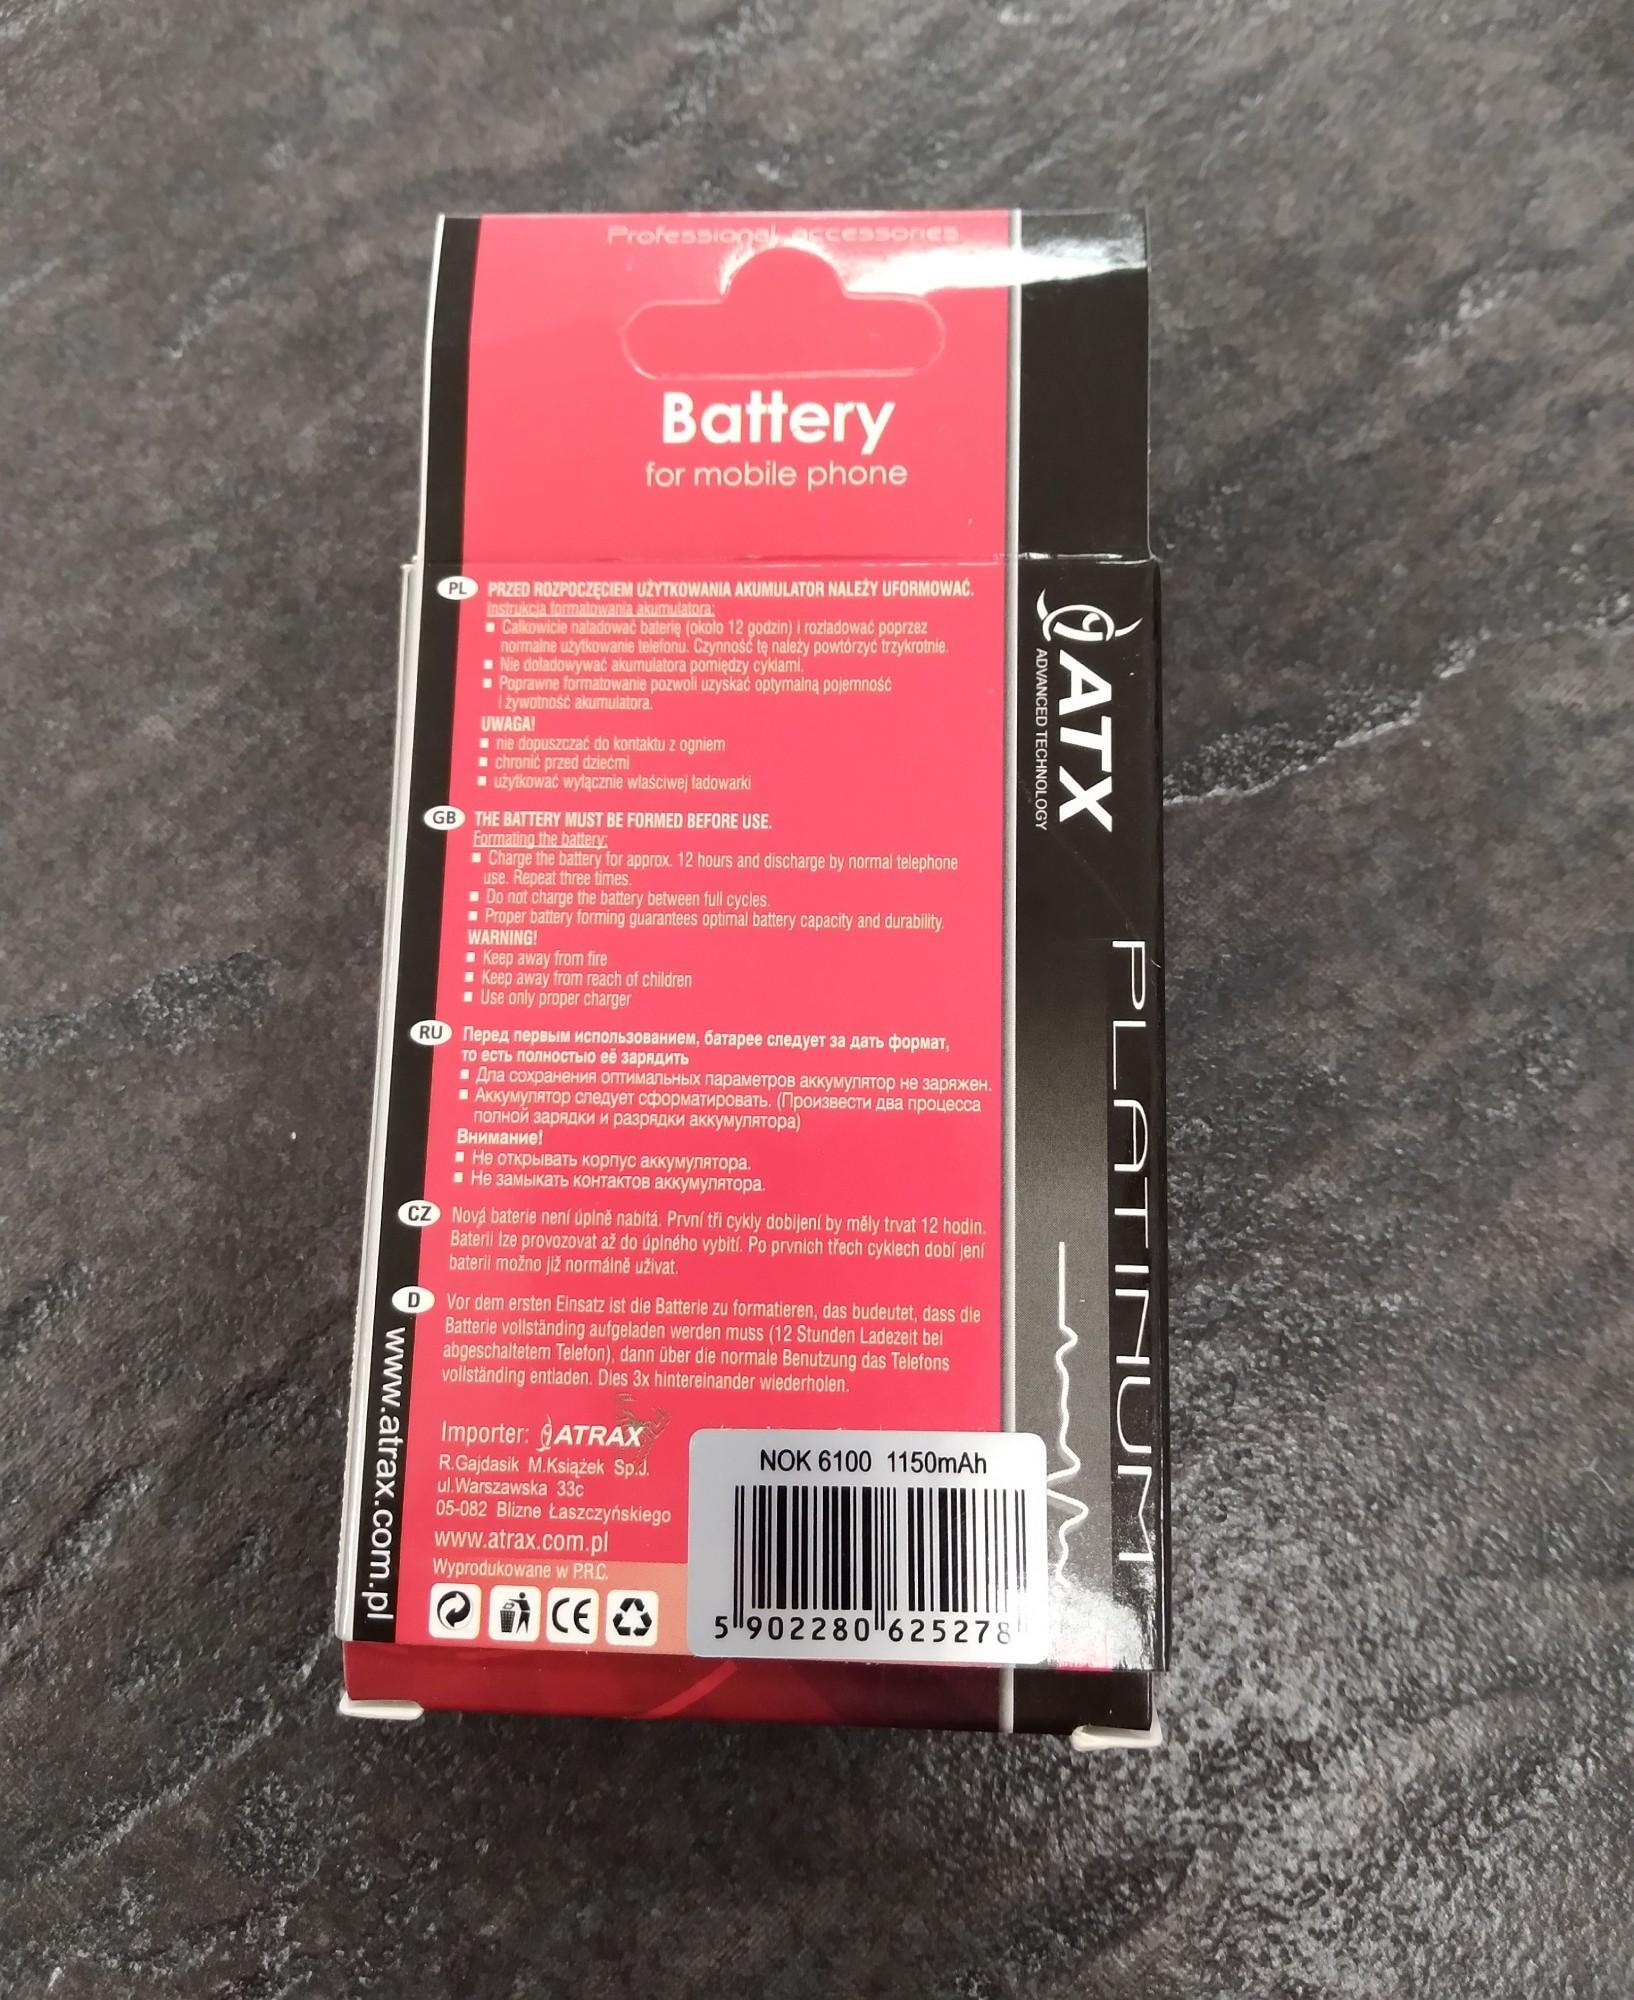 Professional accessories
Battery
for mobile phone
PL PRZED ROZPOCZĘCIEM UŻYTKOWANIA AKUMULATOR NALEŻY UFORMOWAĆ.
Instrukcja formatowania akumulatora:
▪ Całkowicie naładować baterię (około 12 godzin) i rozładować poprzez
normalne użytkowanie telefonu. Czynność tę należy powtórzyć trzykrotnie.
▪ Nie doładowywać akumulatora pomiędzy cyklami.
▪ Poprawne formatowanie pozwoli uzyskać optymalną pojemność
i żywotność akumulatora.
UWAGA!
▪ nie dopuszczać do kontaktu z ogniem
▪ chronić przed dziećmi
▪ użytkować wyłącznie właściwej ładowarki
GB THE BATTERY MUST BE FORMED BEFORE USE.
Formating the battery:
▪ Charge the battery for approx. 12 hours and discharge by normal telephone
use. Repeat three times.
▪ Do not charge the battery between full cycles.
▪ Proper battery forming guarantees optimal battery capacity and durability.
WARNING!
▪ Keep away from fire
▪ Keep away from reach of children
▪ Use only proper charger
RU Перед первым использованием, батарее следует за дать формат,
то есть полностью её зарядить
▪ Для сохранения оптимальных параметров аккумулятор не заряжен.
▪ Аккумулятор следует сформатировать. (Произвести два процесса
полной зарядки и разрядки аккумулятора)
Внимание!
▪ Не открывать корпус аккумулятора.
▪ Не замыкать контактов аккумулятора.
CZ Nová baterie není úplně nabitá. První tři cykly dobijení by měly trvat 12 hodin.
Baterii lze provozovat až do úplného vybití. Po prvnich třech cyklech dobí jení
baterii možno již normálně uživat.
D Vor dem ersten Einsatz ist die Batterie zu formatieren, das budeutet, dass die
Batterie vollständing aufgeladen werden muss (12 Stunden Ladezeit bei
abgeschaltetem Telefon), dann über die normale Benutzung das Telefons
vollständing entladen. Dies 3x hintereinander wiederholen.
Importer: ATRAX
R.Gajdasik M.Książek Sp.J.
ul.Warszawska 33c
05-082 Blizne Łaszczyńskiego
www.atrax.com.pl
Wyprodukowane w P.R.C.
CE
NOK 6100 1150mAh
5 902280 625278
www.atrax.com.pl
ATX
ADVANCED TECHNOLOGY
PLATINUM